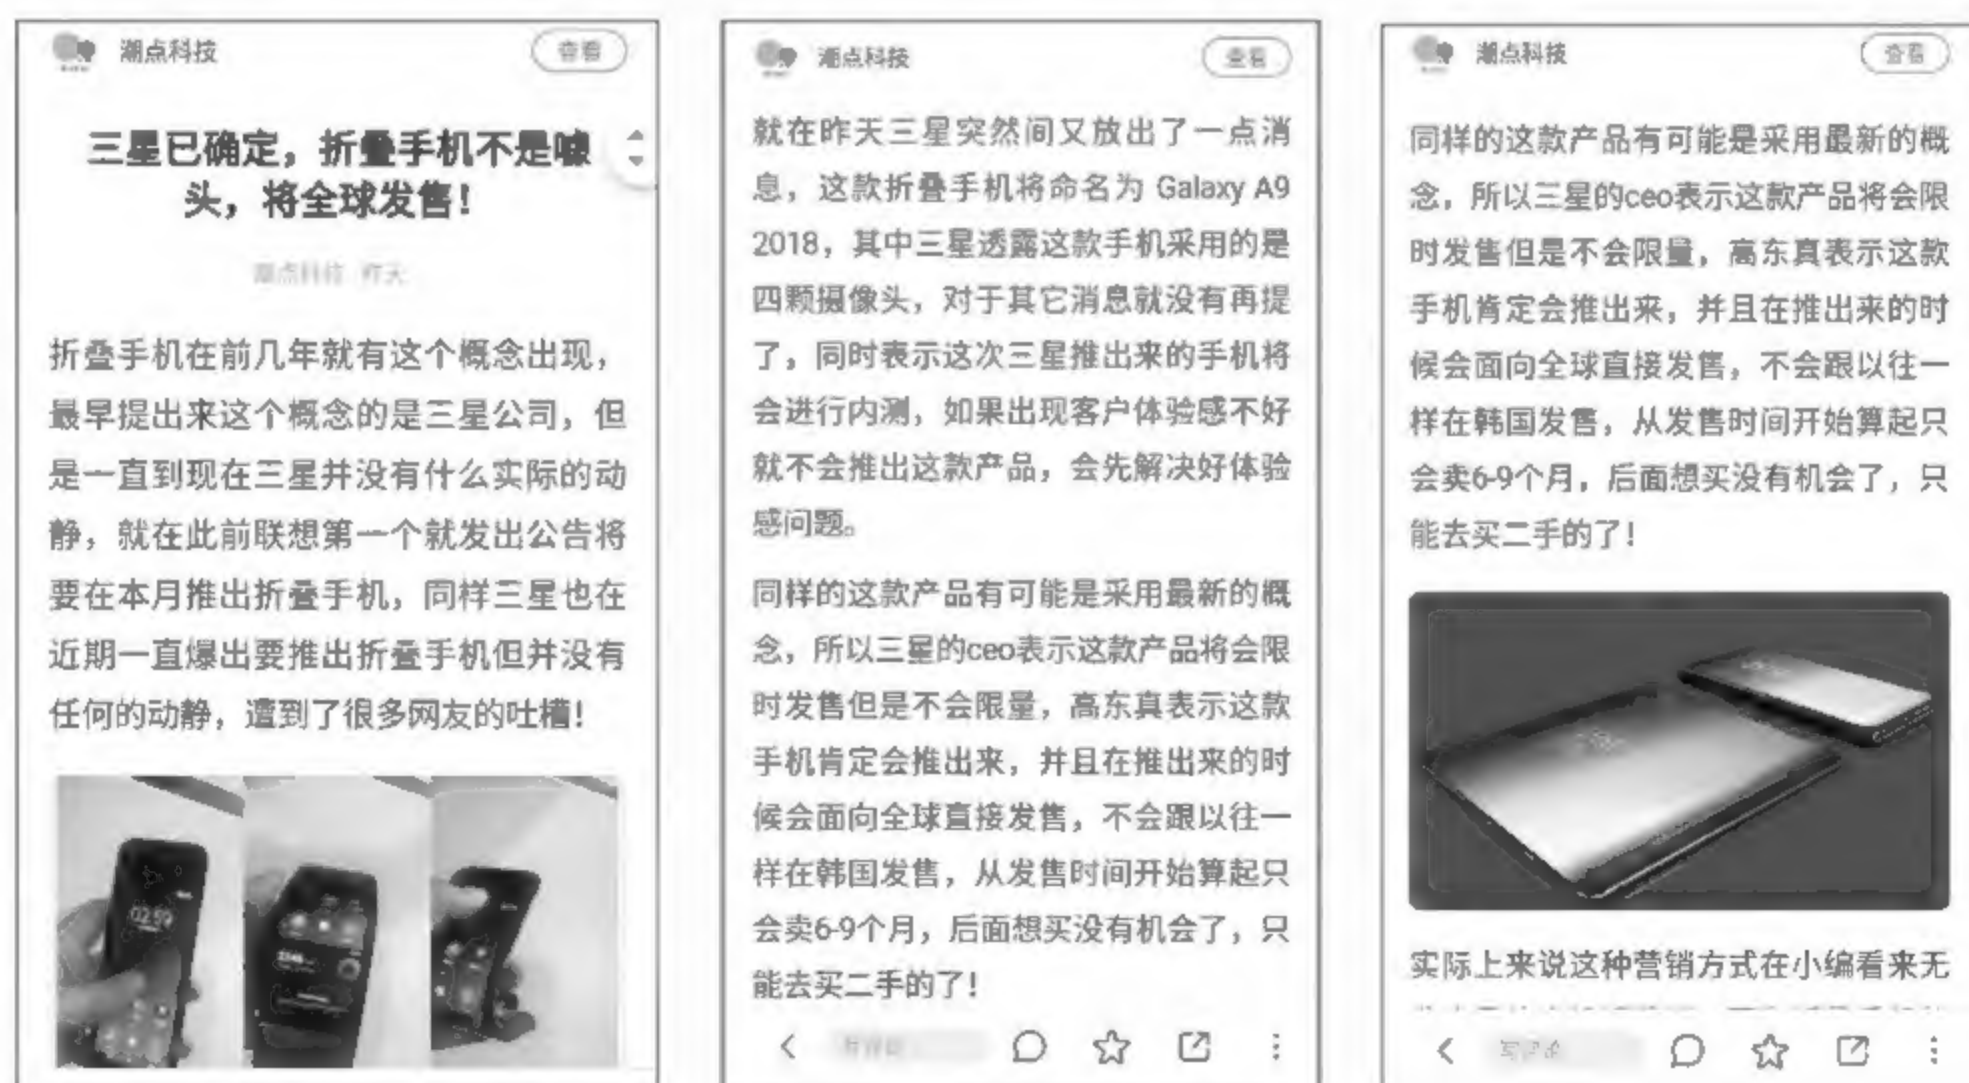 潮点科技
查看
三星已确定，折叠手机不是噱
头，将全球发售！
潮点科技 昨天
折叠手机在前几年就有这个概念出现，
最早提出来这个概念的是三星公司，但
是一直到现在三星并没有什么实际的动
静，就在此前联想第一个就发出公告将
要在本月推出折叠手机，同样三星也在
近期一直爆出要推出折叠手机但并没有
任何的动静，遭到了很多网友的吐槽！
02:59
潮点科技
查看
就在昨天三星突然间又放出了一点消
息，这款折叠手机将命名为 Galaxy A9
2018，其中三星透露这款手机采用的是
四颗摄像头，对于其它消息就没有再提
了，同时表示这次三星推出来的手机将
会进行内测，如果出现客户体验感不好
就不会推出这款产品，会先解决好体验
感问题。
同样的这款产品有可能是采用最新的概
念，所以三星的ceo表示这款产品将会限
时发售但是不会限量，高东真表示这款
手机肯定会推出来，并且在推出来的时
候会面向全球直接发售，不会跟以往一
样在韩国发售，从发售时间开始算起只
会卖6-9个月，后面想买没有机会了，只
能去买二手的了！
写评论
潮点科技
查看
同样的这款产品有可能是采用最新的概
念，所以三星的ceo表示这款产品将会限
时发售但是不会限量，高东真表示这款
手机肯定会推出来，并且在推出来的时
候会面向全球直接发售，不会跟以往一
样在韩国发售，从发售时间开始算起只
会卖6-9个月，后面想买没有机会了，只
能去买二手的了！
实际上来说这种营销方式在小编看来无
写评论